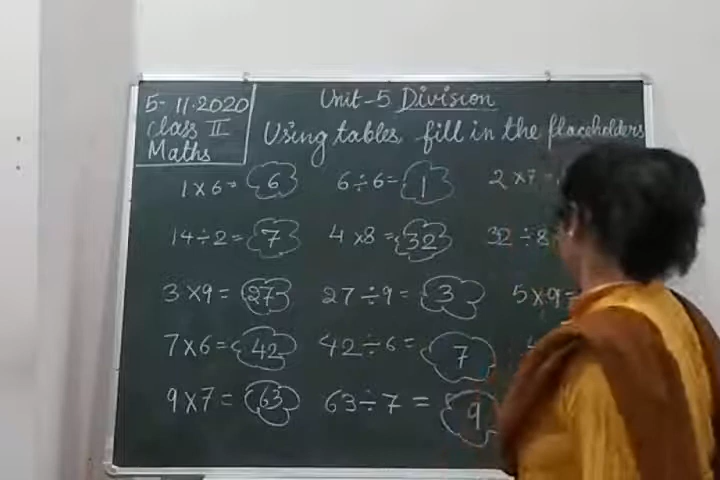 5-11.2020
Class II
Maths
Unit-5 Division
Using tables, fill in the placeholders
1 x 6 = 6 6 ÷ 6 = 1 2 x 7 =
14 ÷ 2 = 7 4 x 8 = 32 32 ÷ 8
3 x 9 = 27 27 ÷ 9 = 3 5 x 9 =
7 x 6 = 42 42 ÷ 6 = 7
9 x 7 = 63 63 ÷ 7 = 9